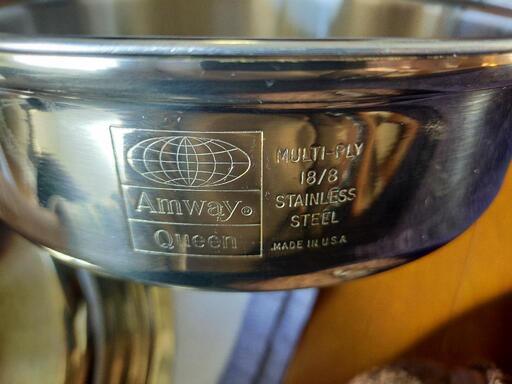 Amway®
Queen
MULTI-PLY
18/8
STAINLESS
STEEL
MADE IN U.S.A.